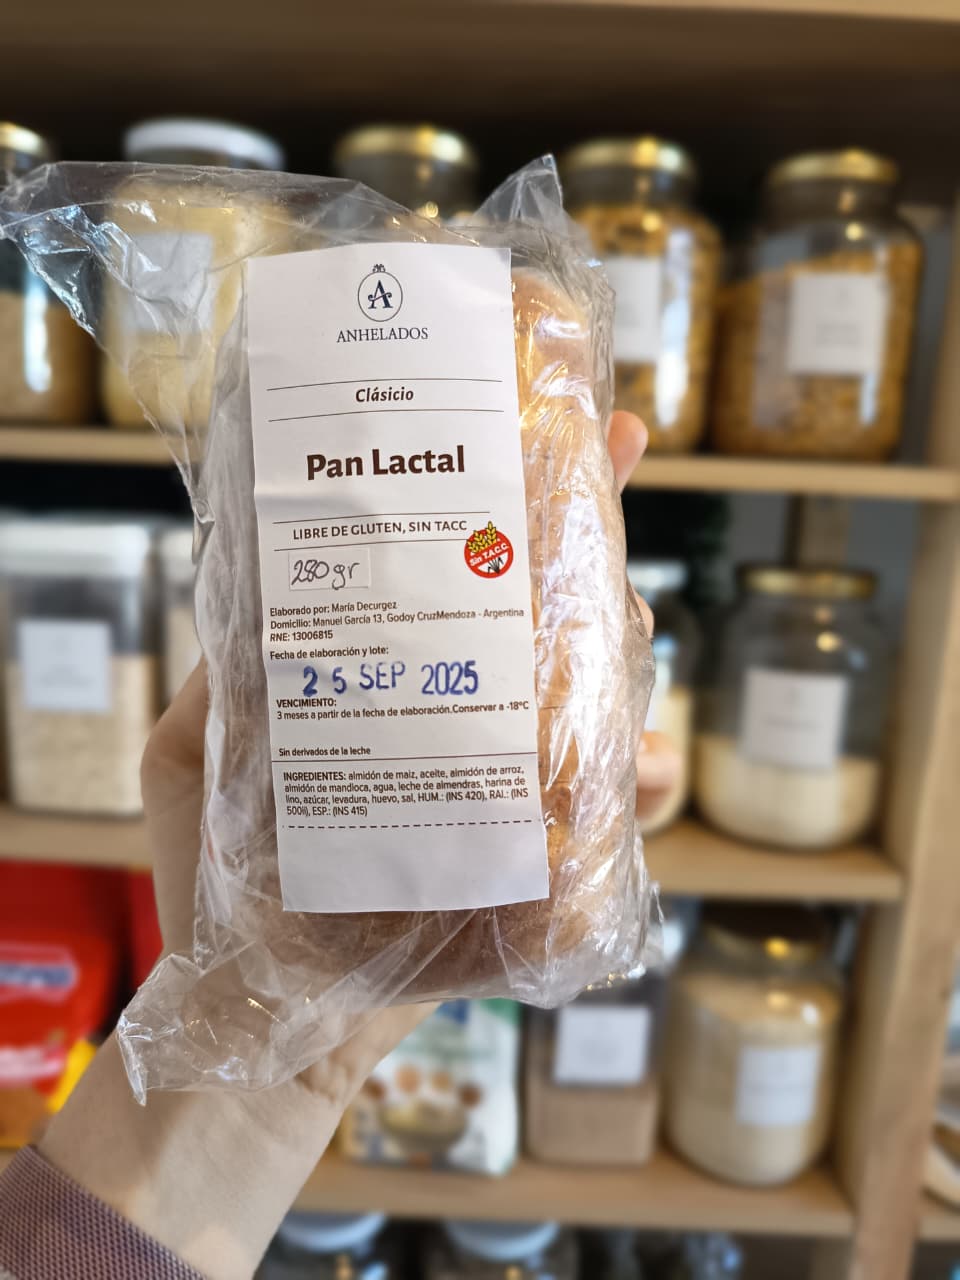 A
ANHELADOS
Clásicio
Pan Lactal
LIBRE DE GLUTEN, SIN TACC
Sin T.A.C.C.
280gr
Elaborado por: María Decurgez
Domicilio: Manuel García 13, Godoy CruzMendoza - Argentina
RNE: 13006815
Fecha de elaboración y lote:
25 SEP 2025
VENCIMIENTO:
3 meses a partir de la fecha de elaboración.Conservar a -18°C
Sin derivados de la leche
INGREDIENTES: almidón de maiz, aceite, almidón de arroz,
almidón de mandioca, agua, leche de almendras, harina de
lino, azúcar, levadura, huevo, sal, HUM.: (INS 420), RAI.: (INS
500ii), ESP.: (INS 415)